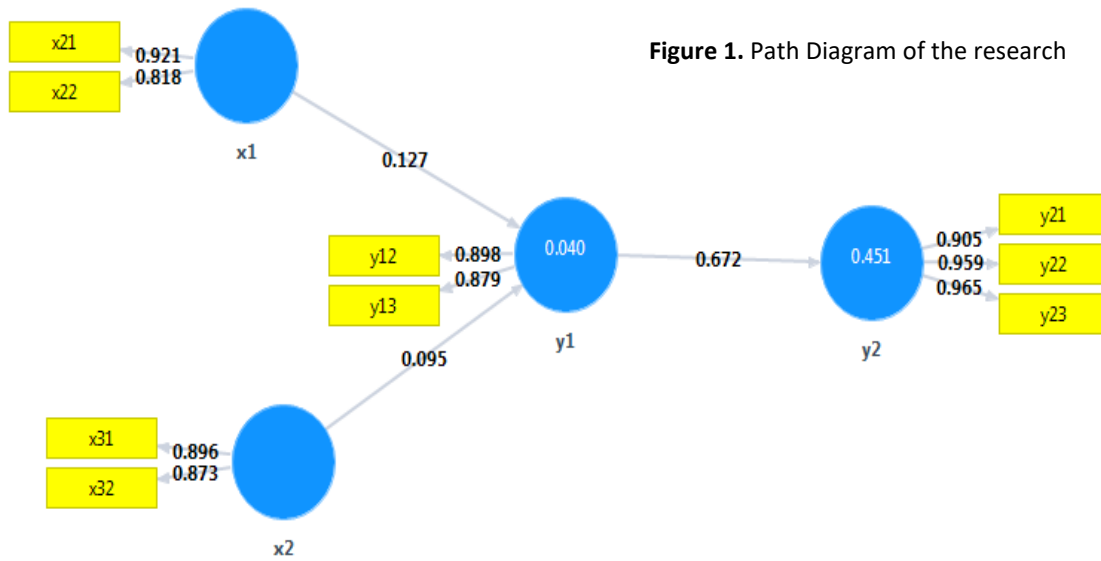 Figure 1. Path Diagram of the research
x21
0.921
x22
0.818
x1
0.127
y12
0.898
y13
0.879
0.040
y1
0.672
0.451
y2
y21
0.905
y22
0.959
y23
0.965
0.095
x31
0.896
x32
0.873
x2